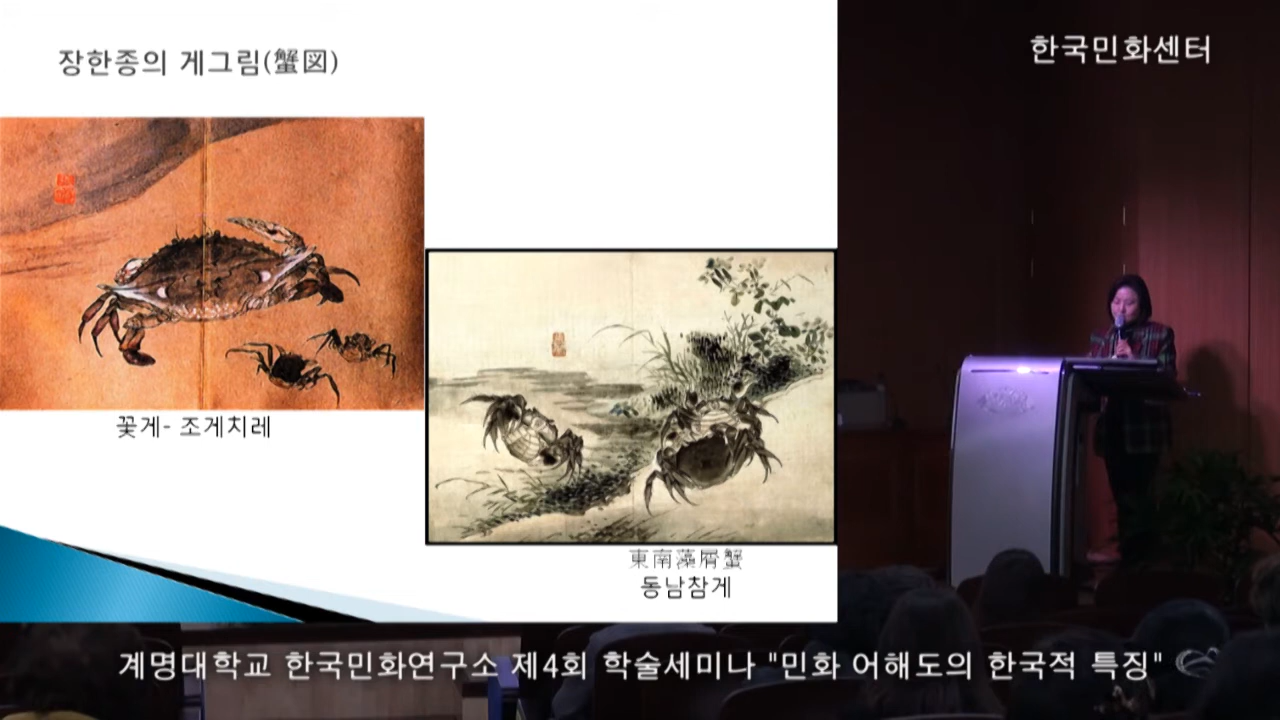 장한종의 게그림(蟹図)
한국민화센터
꽃게- 조게치레
東南藻屑蟹
동남참게
계명대학교 한국민화연구소 제4회 학술세미나 "민화 어해도의 한국적 특징"